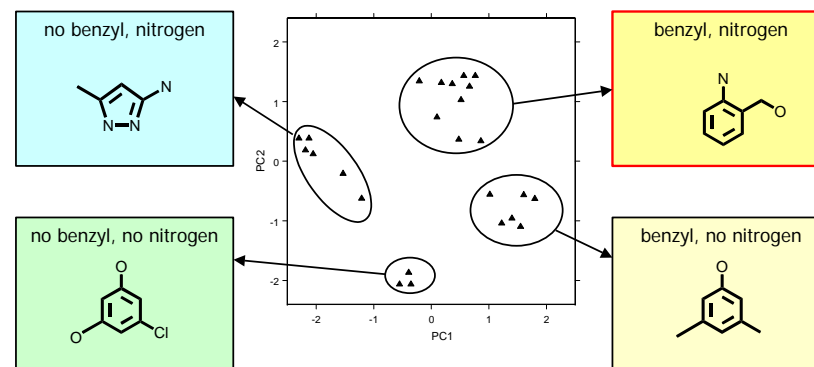 no benzyl, nitrogen
N
N N
benzyl, nitrogen
N
O
no benzyl, no nitrogen
O
O
Cl
benzyl, no nitrogen
O
2
1
0
-1
-2
PC2
-2 -1 0 1 2
PC1